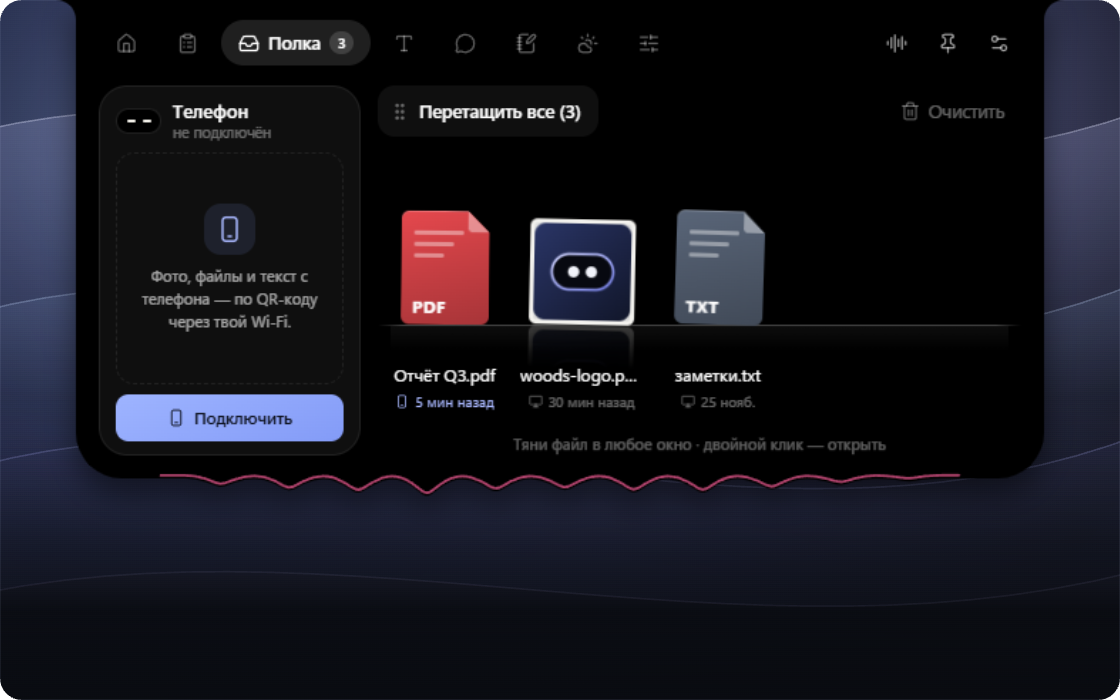 Полка 3
Телефон
не подключён
Фото, файлы и текст с
телефона — по QR-коду
через твой Wi-Fi.
Подключить
Перетащить все (3)
Очистить
PDF
TXT
Отчёт Q3.pdf
woods-logo.p...
заметки.txt
5 мин назад
30 мин назад
25 нояб.
Тяни файл в любое окно · двойной клик — открыть